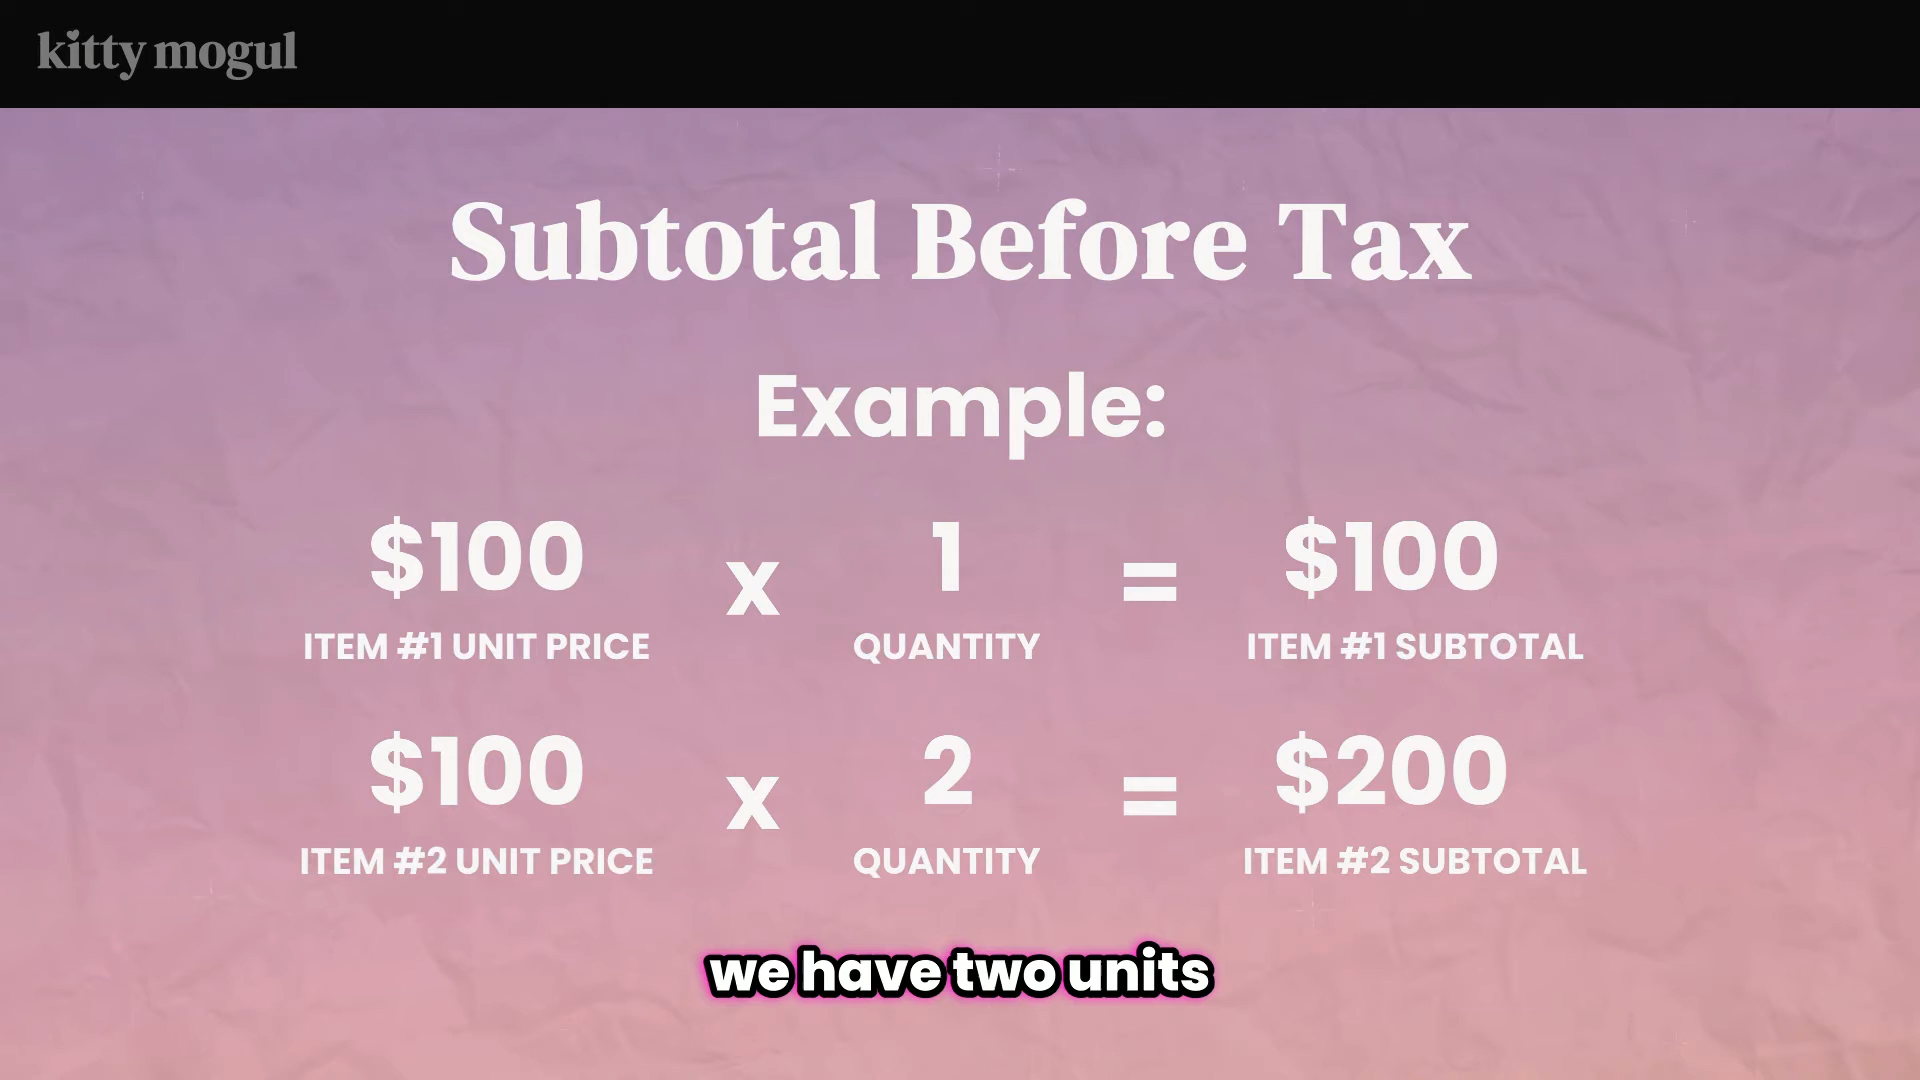 kitty mogul
Subtotal Before Tax
Example:
$100 x 1 = $100
ITEM #1 UNIT PRICE QUANTITY ITEM #1 SUBTOTAL
$100 x 2 = $200
ITEM #2 UNIT PRICE QUANTITY ITEM #2 SUBTOTAL
we have two units